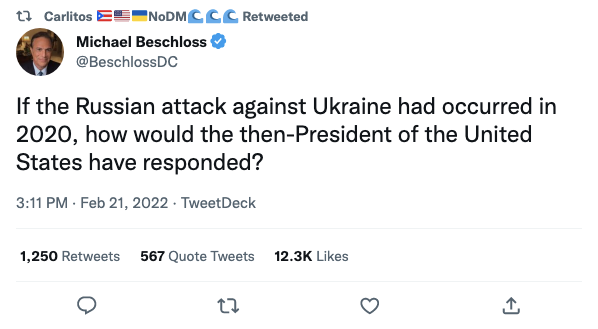 Carlitos 🇵🇷🇺🇸🇺🇦NoDM🌊🌊🌊 Retweeted
Michael Beschloss
@BeschlossDC
If the Russian attack against Ukraine had occurred in
2020, how would the then-President of the United
States have responded?
3:11 PM · Feb 21, 2022 · TweetDeck
1,250 Retweets 567 Quote Tweets 12.3K Likes